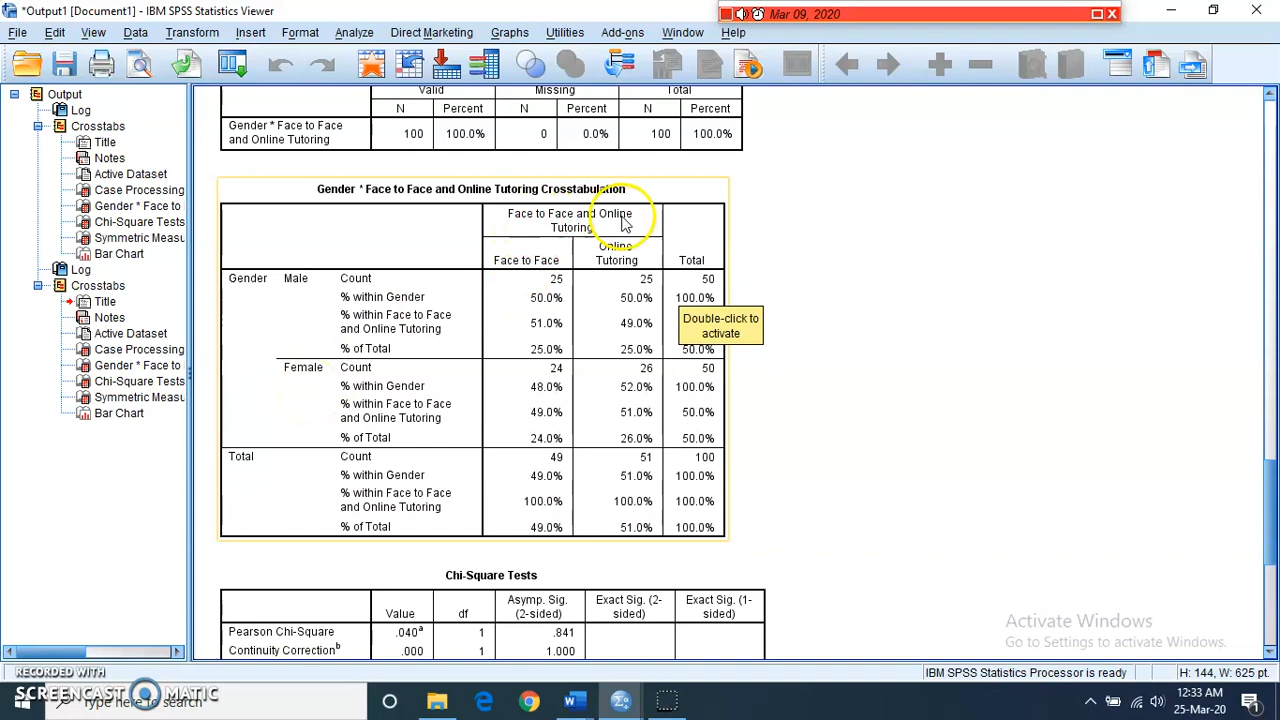 *Output1 [Document1] - IBM SPSS Statistics Viewer
Mar 09, 2020
File Edit View Data Transform Insert Format Analyze Direct Marketing Graphs Utilities Add-ons Window Help
Output
Log
Crosstabs
Title
Notes
Active Dataset
Case Processing
Gender * Face to
Chi-Square Tests
Symmetric Measu
Bar Chart
Log
Crosstabs
Title
Notes
Active Dataset
Case Processing
Gender * Face to
Chi-Square Tests
Symmetric Measu
Bar Chart
Valid Missing Total
N Percent N Percent N Percent
Gender * Face to Face
and Online Tutoring 100 100.0% 0 0.0% 100 100.0%
Gender * Face to Face and Online Tutoring Crosstabulation
Face to Face and Online
Tutoring
Face to Face Online Tutoring Total
Gender Male Count 25 25 50
% within Gender 50.0% 50.0% 100.0%
% within Face to Face
and Online Tutoring 51.0% 49.0%
% of Total 25.0% 25.0% 50.0%
Double-click to
activate
Female Count 24 26 50
% within Gender 48.0% 52.0% 100.0%
% within Face to Face
and Online Tutoring 49.0% 51.0% 50.0%
% of Total 24.0% 26.0% 50.0%
Total Count 49 51 100
% within Gender 49.0% 51.0% 100.0%
% within Face to Face
and Online Tutoring 100.0% 100.0% 100.0%
% of Total 49.0% 51.0% 100.0%
Chi-Square Tests
Value df Asymp. Sig. (2-sided) Exact Sig. (2-sided) Exact Sig. (1-sided)
Pearson Chi-Square .040a 1 .841
Continuity Correctionb .000 1 1.000
Activate Windows
Go to Settings to activate Windows.
IBM SPSS Statistics Processor is ready H: 144, W: 625 pt.
RECORDED WITH
SCREENCAST MATIC
Type here to search
12:33 AM
25-Mar-20
1